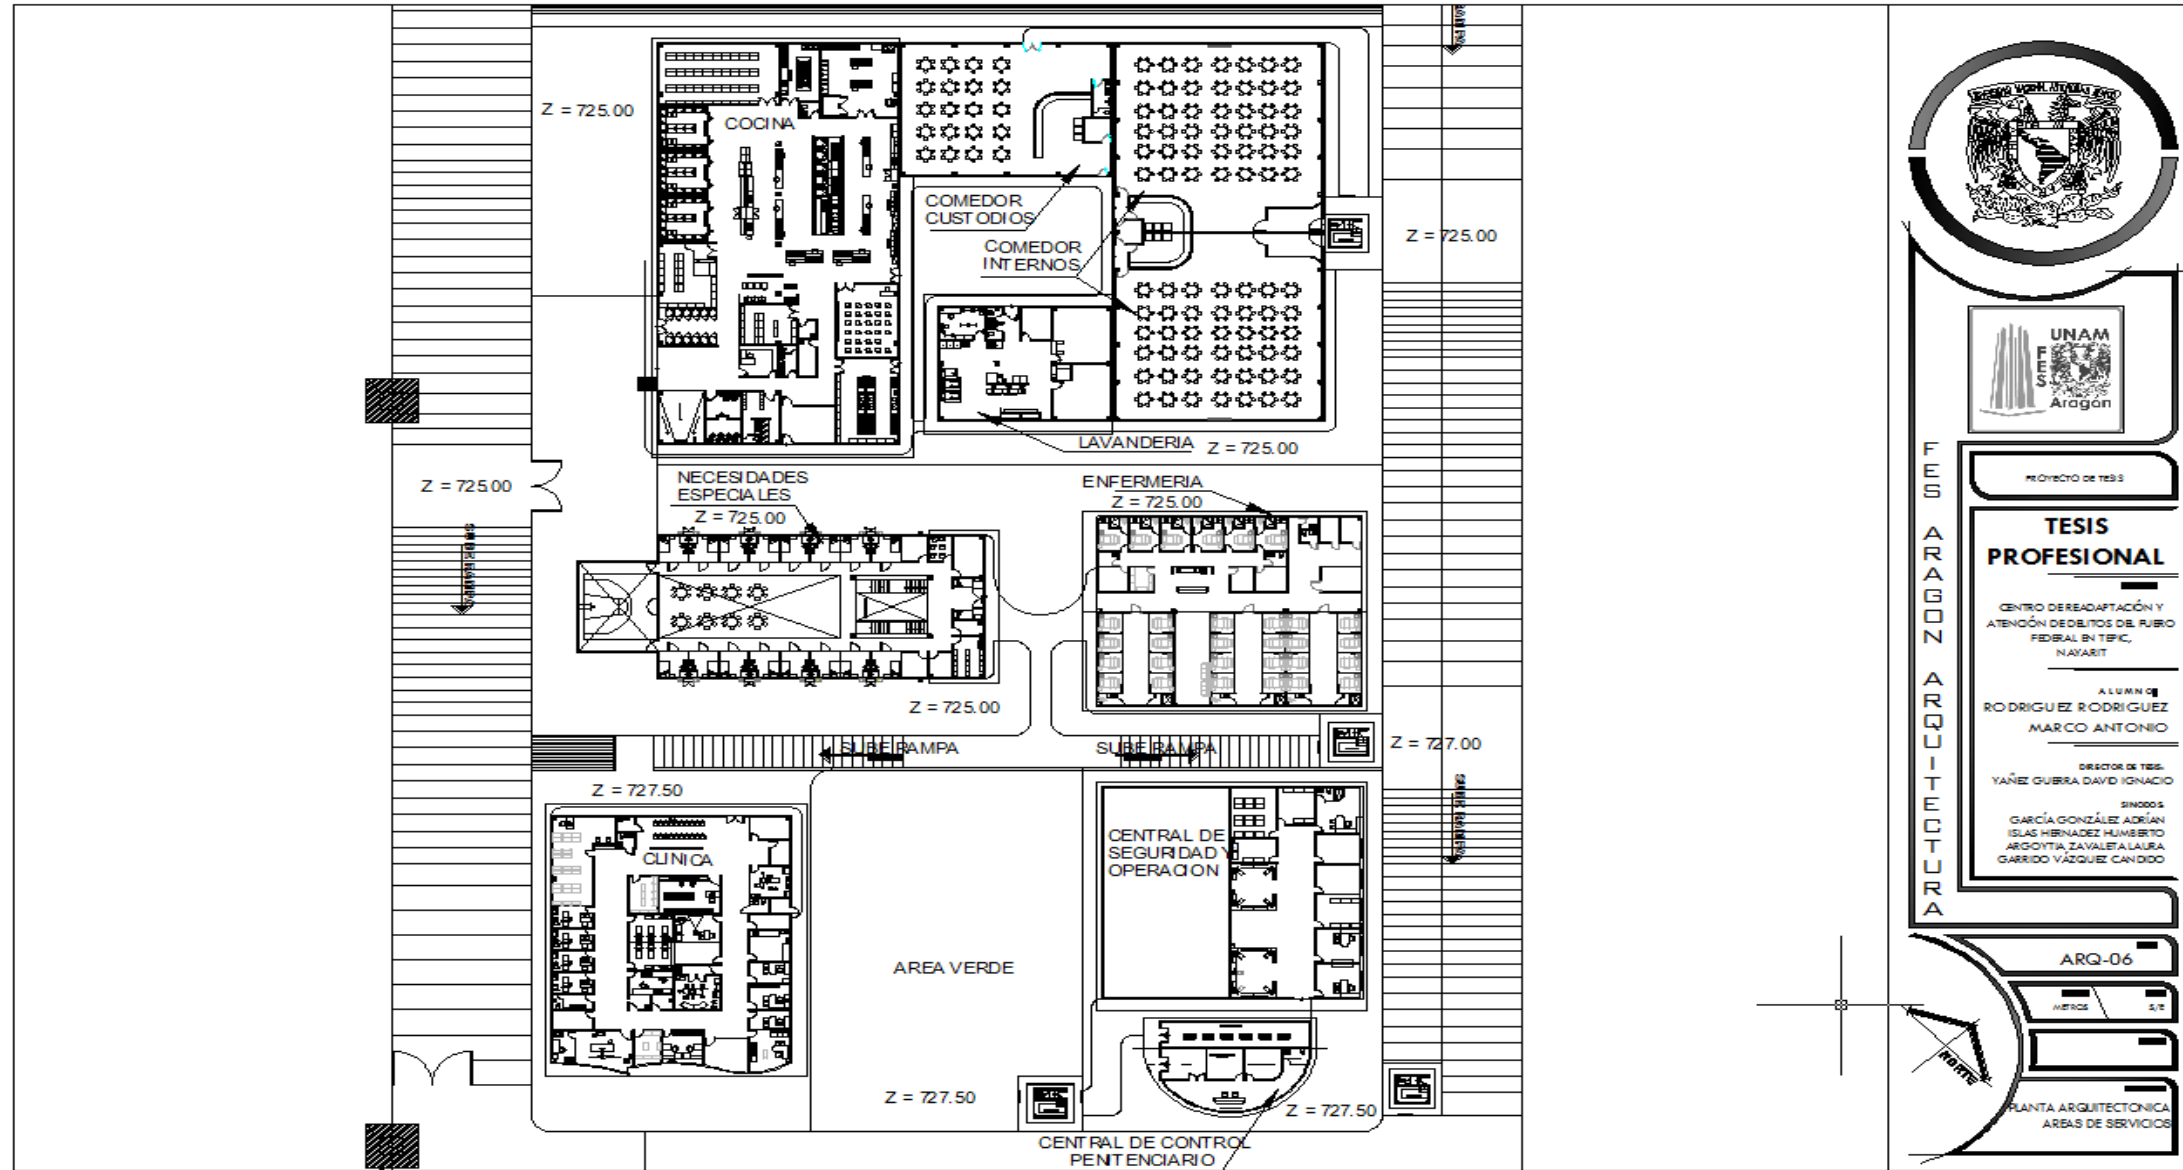 Z = 725.00
COCINA
COMEDOR
CUSTODIOS
COMEDOR
INTERNOS
Z = 725.00
LAVANDERIA
Z = 725.00
Z = 725.00
NECESIDADES
ESPECIALES
Z = 725.00
ENFERMERIA
Z = 725.00
Z = 725.00
SUBE RAMPA
SUBE RAMPA
Z = 727.00
Z = 727.50
CLINICA
CENTRAL DE
SEGURIDAD Y
OPERACION
AREA VERDE
Z = 727.50
Z = 727.50
CENTRAL DE CONTROL
PENITENCIARIO
UNAM
FES
Aragón
FES ARAGON ARQUITECTURA
PROYECTO DE TESIS
TESIS
PROFESIONAL
CENTRO DE READAPTACIÓN Y
ATENCIÓN DE DELITOS DEL FUERO
FEDERAL EN TEPIC,
NAYARIT
ALUMNO
RODRIGUEZ RODRIGUEZ
MARCO ANTONIO
DIRECTOR DE TESIS.
YAÑEZ GUERRA DAVID IGNACIO
SINODOS
GARCÍA GONZÁLEZ ADRÍAN
ISLAS HERNADEZ HUMBERTO
ARGOYTIA ZAVALETA LAURA
GARRIDO VÁZQUEZ CANDIDO
ARQ-06
METROS
S/E
NORTE
PLANTA ARQUITECTONICA
AREAS DE SERVICIOS